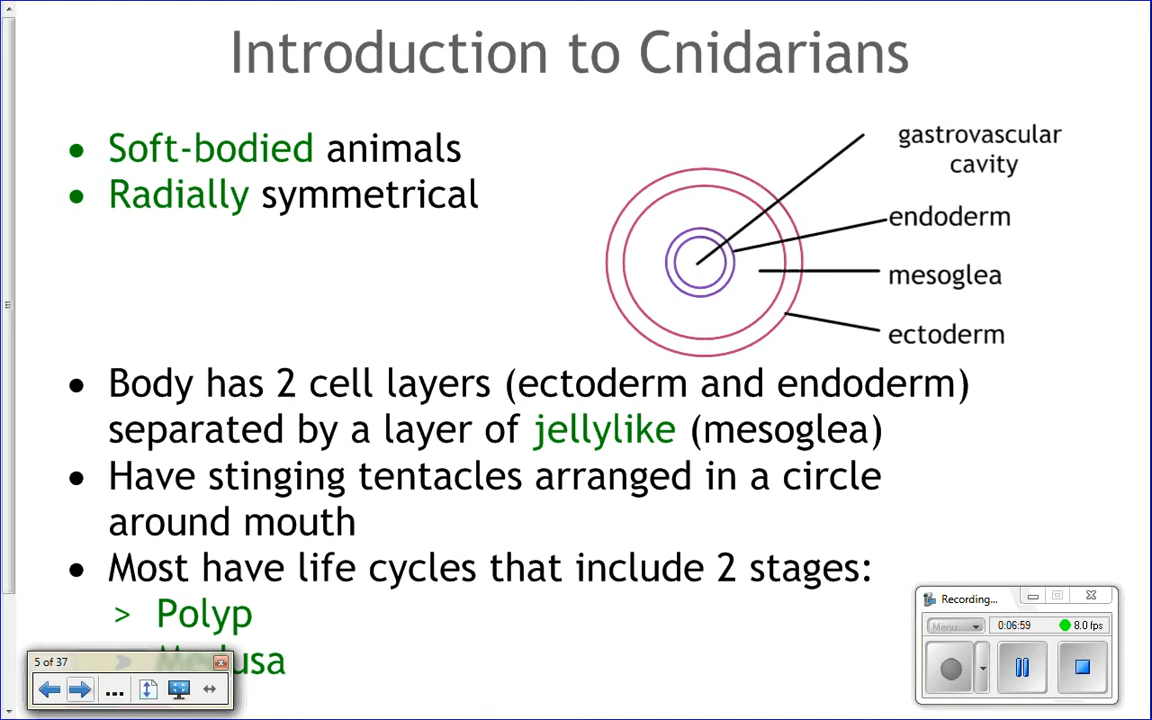 Introduction to Cnidarians
• Soft-bodied animals
• Radially symmetrical
gastrovascular
cavity
endoderm
mesoglea
ectoderm
• Body has 2 cell layers (ectoderm and endoderm)
separated by a layer of jellylike (mesoglea)
• Have stinging tentacles arranged in a circle
around mouth
• Most have life cycles that include 2 stages:
> Polyp
Medusa
5 of 37
...
Recording...
Menu
0:06:59
8.0 fps